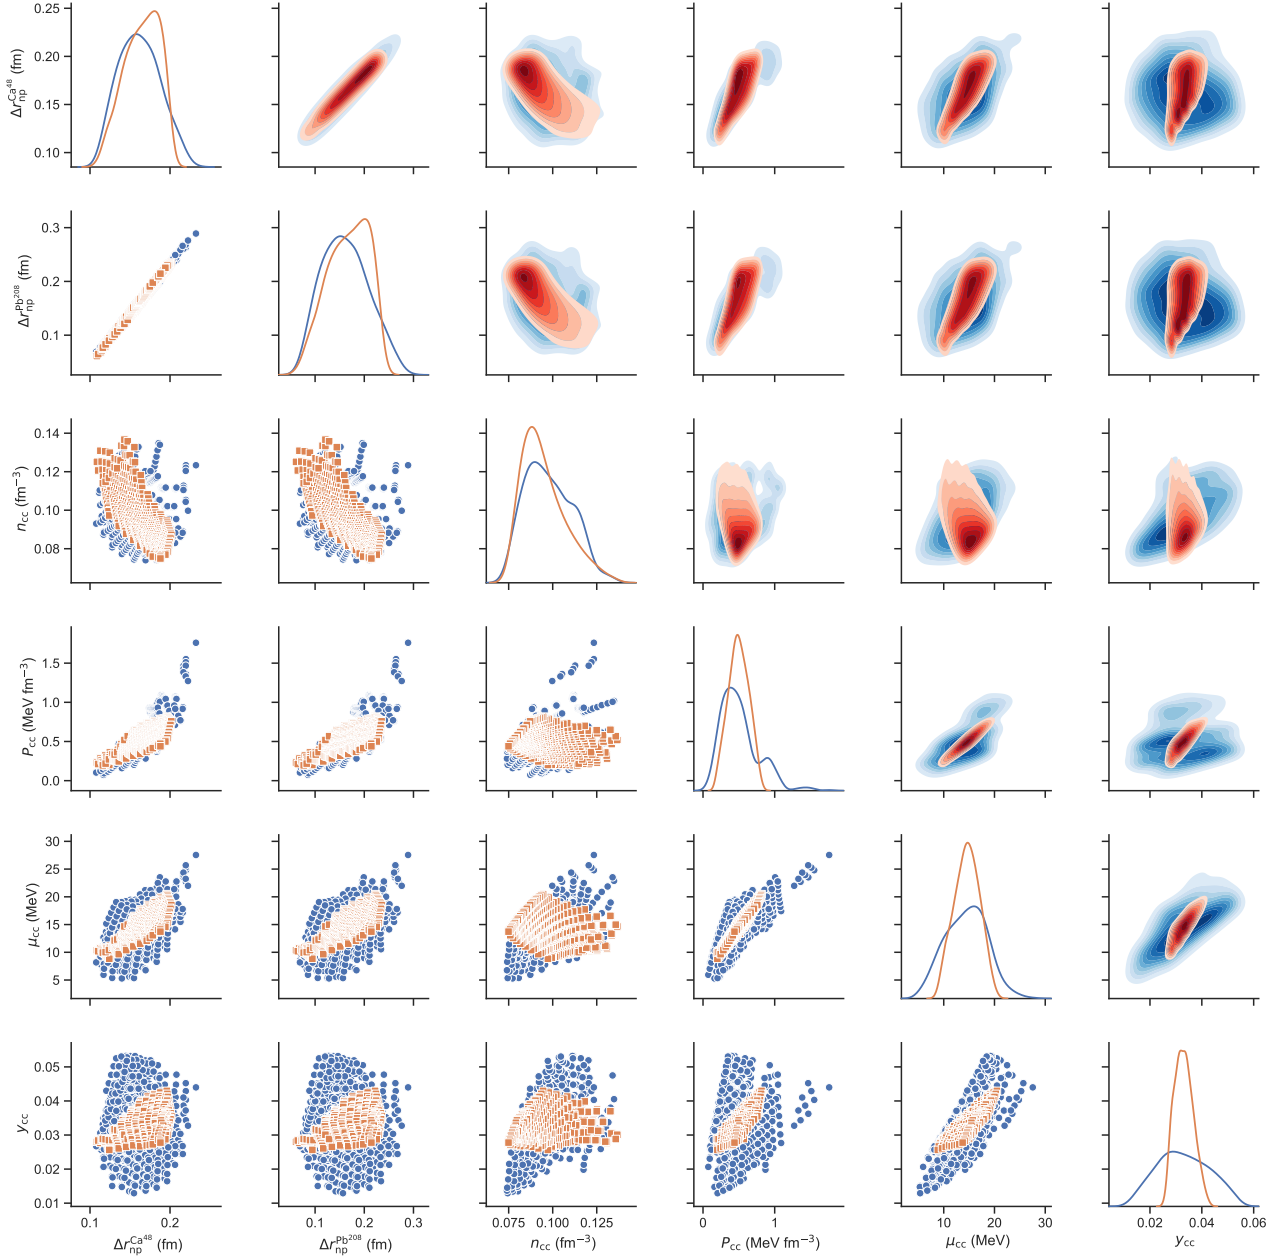 0.25
0.20
0.15
0.10
Δr_np^Ca⁴⁸ (fm)
0.3
0.2
0.1
Δr_np^Pb²⁰⁸ (fm)
0.14
0.12
0.10
0.08
n_cc (fm⁻³)
1.5
1.0
0.5
0.0
P_cc (MeV fm⁻³)
30
25
20
15
10
5
μ_cc (MeV)
0.05
0.04
0.03
0.02
0.01
y_cc
0.1 0.2
0.1 0.2 0.3
0.075 0.100 0.125
0 1
10 20 30
0.02 0.04 0.06
Δr_np^Ca⁴⁸ (fm)
Δr_np^Pb²⁰⁸ (fm)
n_cc (fm⁻³)
P_cc (MeV fm⁻³)
μ_cc (MeV)
y_cc